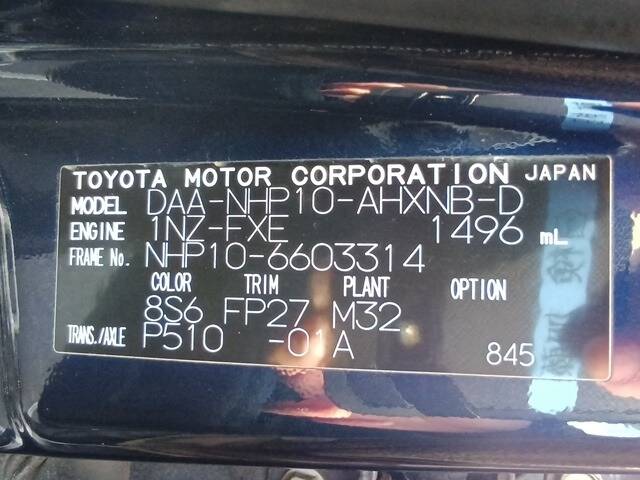 TOYOTA MOTOR CORPORATION JAPAN
MODEL DAA-NHP10-AHXNB-D
ENGINE 1NZ-FXE 1496 mL
FRAME No. NHP10-6603314
COLOR TRIM PLANT OPTION
8S6 FP27 M32
TRANS./AXLE P510 -01A 845